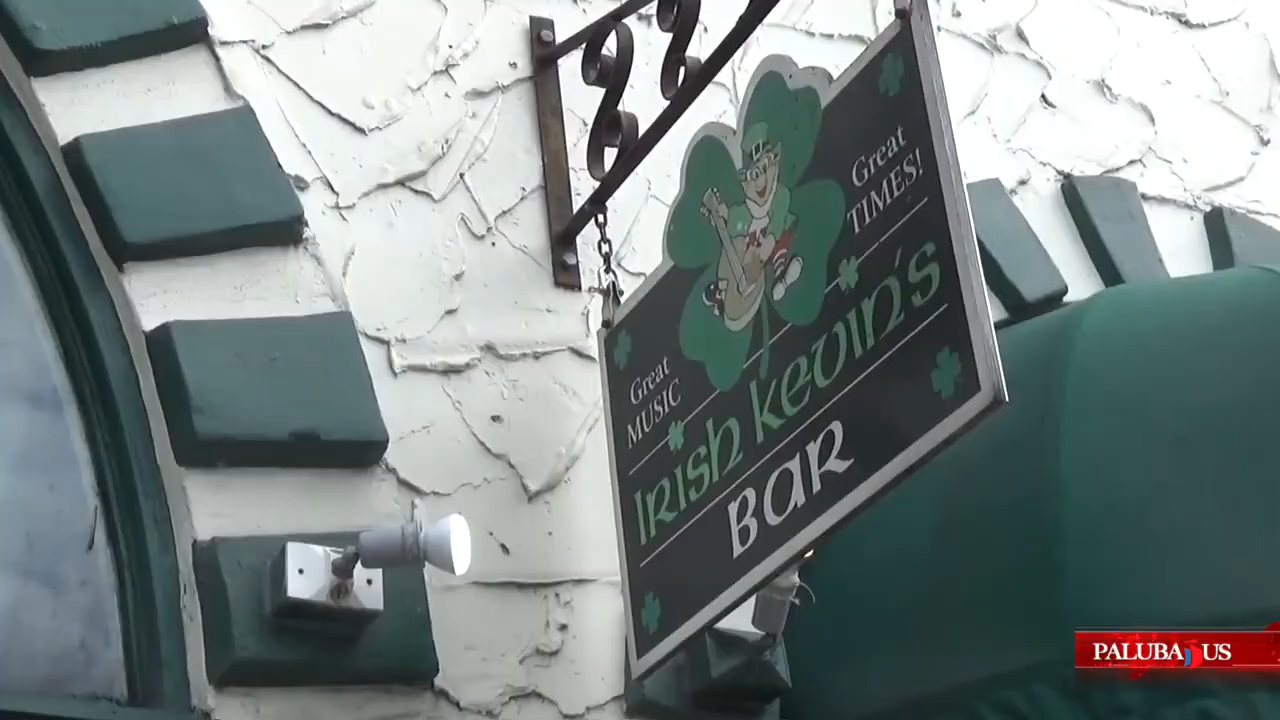 Great
TIMES!
Great
MUSIC
IRISH KEVIN'S
BAR
PALUBA US